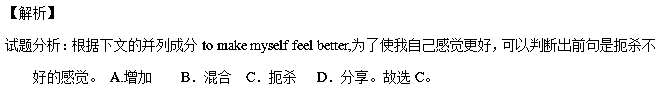 【解析】
试题分析：根据下文的并列成分 to make myself feel better,为了使我自己感觉更好，可以判断出前句是扼杀不
好的感觉。 A.增加 B．混合 C．扼杀 D．分享。故选 C。